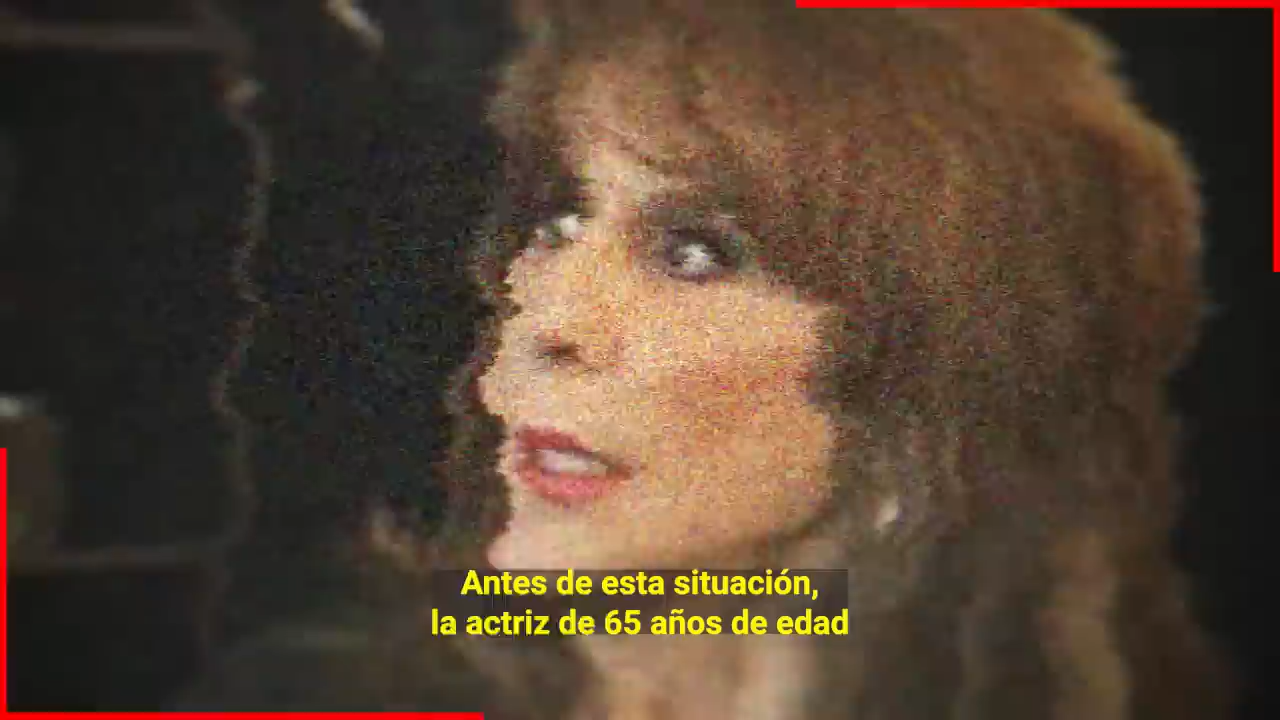 Antes de esta situación,
la actriz de 65 años de edad